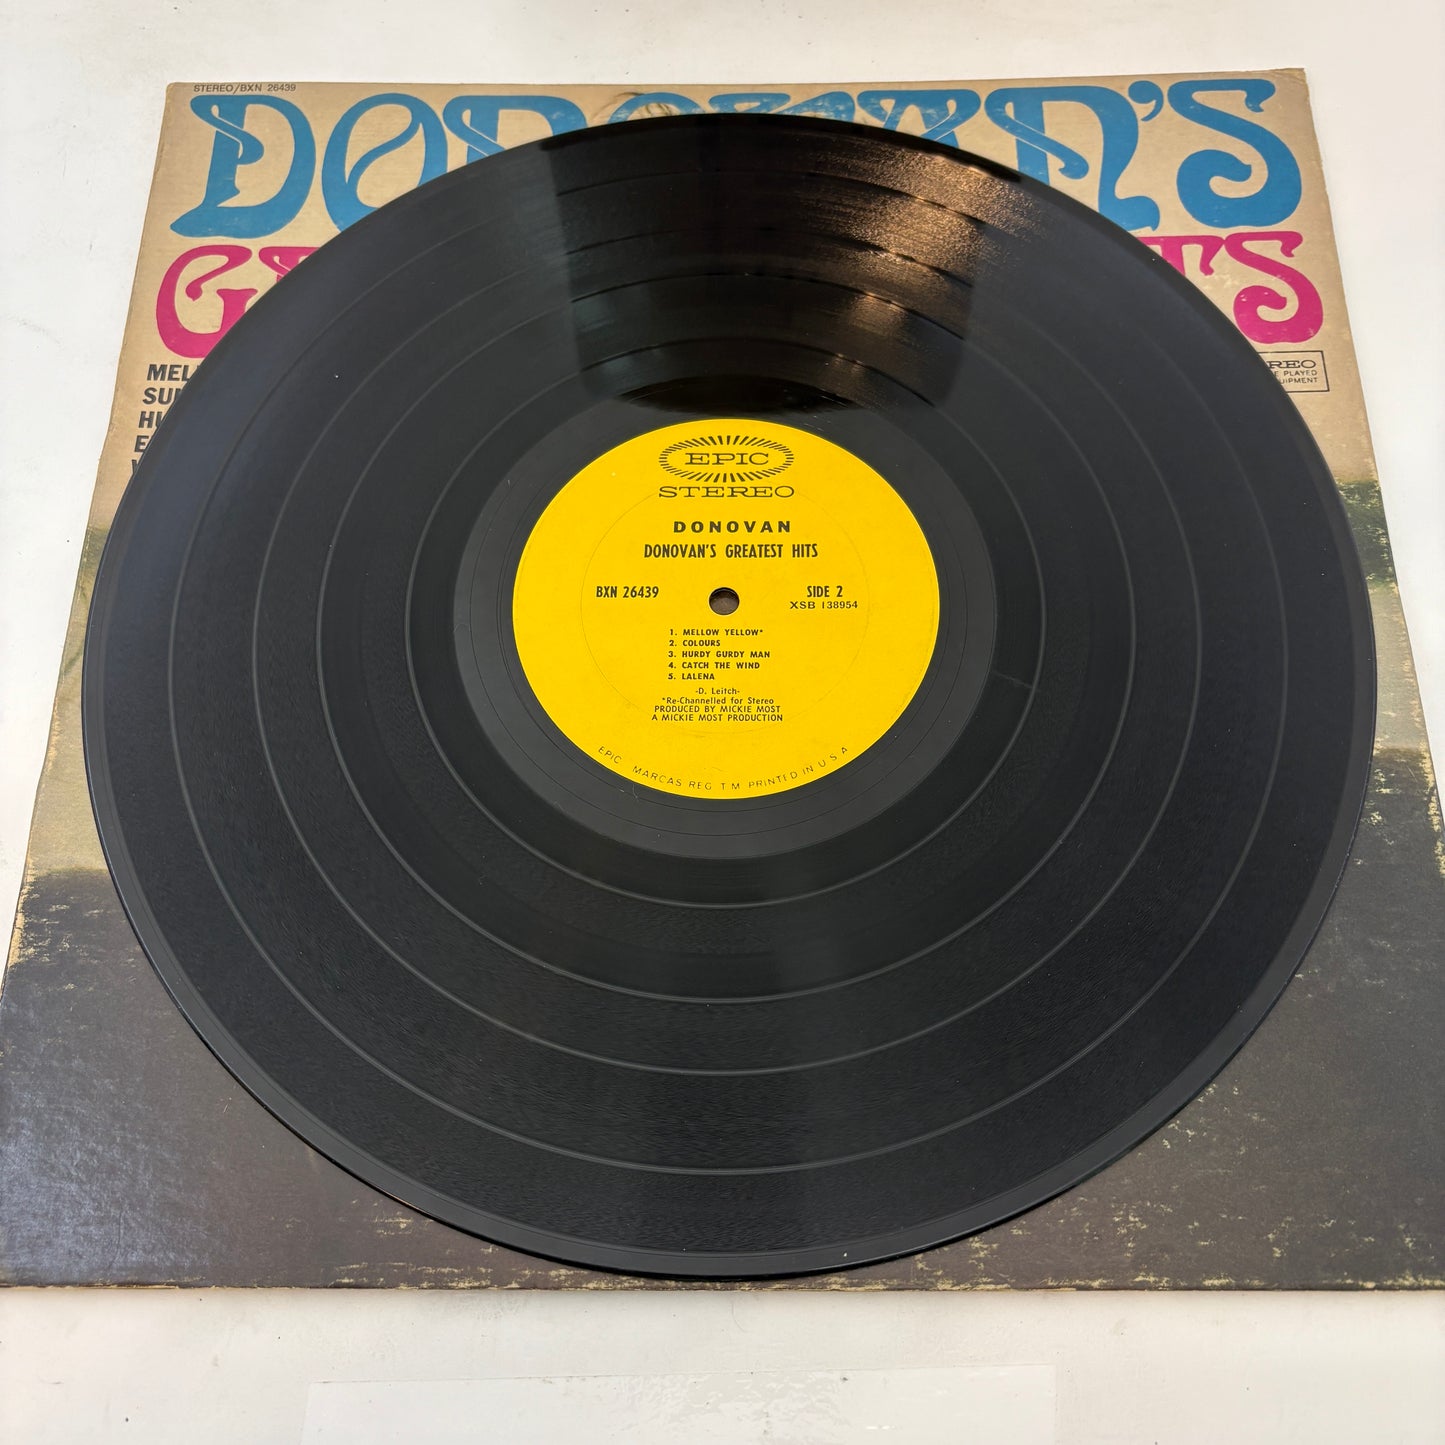 STEREO/BXN 26439
EPIC
STEREO
DONOVAN
DONOVAN'S GREATEST HITS
BXN 26439
SIDE 2
XSB 138954
1. MELLOW YELLOW*
2. COLOURS
3. HURDY GURDY MAN
4. CATCH THE WIND
5. LALENA
-D. Leitch-
*Re-Channelled for Stereo
PRODUCED BY MICKIE MOST
A MICKIE MOST PRODUCTION
EPIC MARCAS REG. T M PRINTED IN U S A
PLAYED